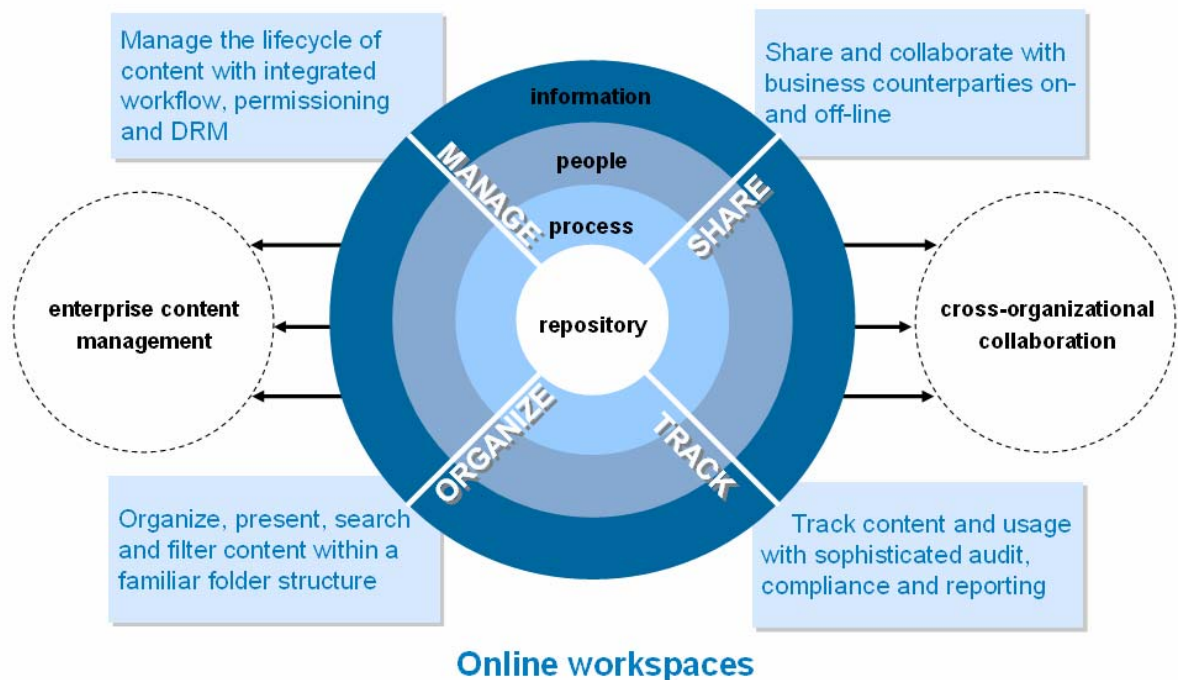 Manage the lifecycle of
content with integrated
workflow, permissioning
and DRM
Share and collaborate with
business counterparties on-
and off-line
information
people
process
MANAGE
SHARE
enterprise content
management
repository
cross-organizational
collaboration
ORGANIZE
TRACK
Organize, present, search
and filter content within a
familiar folder structure
Track content and usage
with sophisticated audit,
compliance and reporting
Online workspaces